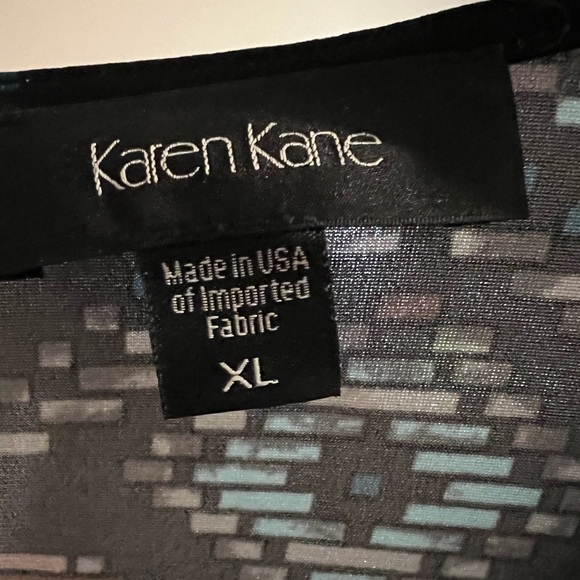 Karen Kane
Made in USA
of Imported
Fabric
XL